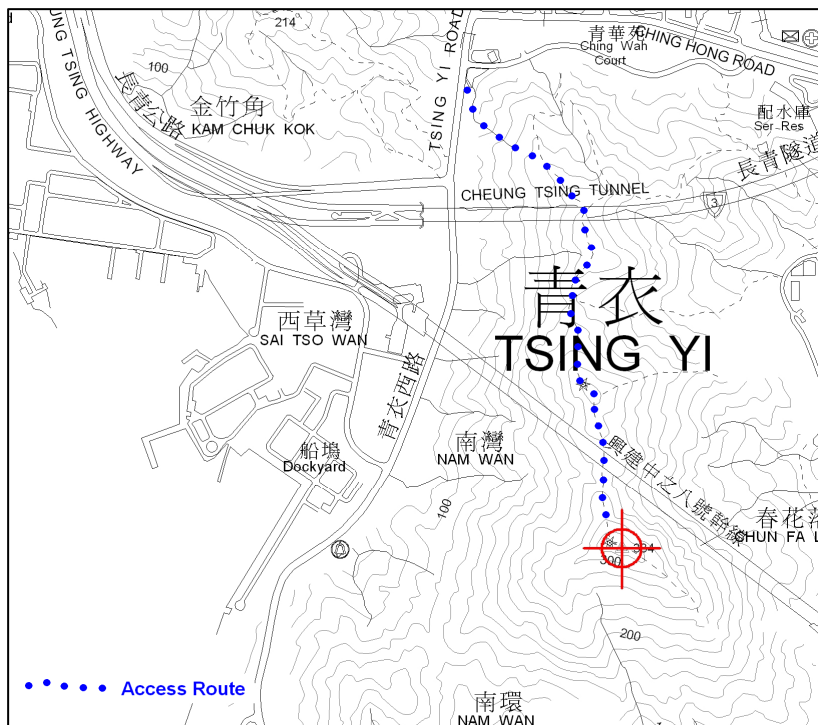 d
214
青華苑
Ching Wah
Court
CHING HONG ROAD
UNG TSING HIGHWAY
長青公路
100
金竹角
KAM CHUK KOK
TSING YI ROAD
配水庫
Ser Res
長青隧道
CHEUNG TSING TUNNEL
3
青衣
TSING YI
西草灣
SAI TSO WAN
青衣西路
船塢
Dockyard
南灣
NAM WAN
100
興建中之八號幹線
春花落
CHUN FA L
334
300
200
Access Route
南環
NAM WAN